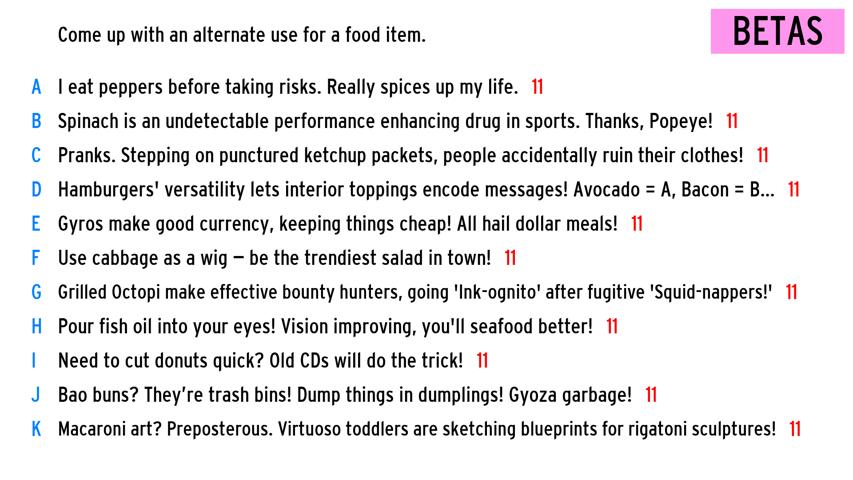 Come up with an alternate use for a food item.
BETAS
A I eat peppers before taking risks. Really spices up my life. 11
B Spinach is an undetectable performance enhancing drug in sports. Thanks, Popeye! 11
C Pranks. Stepping on punctured ketchup packets, people accidentally ruin their clothes! 11
D Hamburgers' versatility lets interior toppings encode messages! Avocado = A, Bacon = B... 11
E Gyros make good currency, keeping things cheap! All hail dollar meals! 11
F Use cabbage as a wig – be the trendiest salad in town! 11
G Grilled Octopi make effective bounty hunters, going 'Ink-ognito' after fugitive 'Squid-nappers!' 11
H Pour fish oil into your eyes! Vision improving, you'll seafood better! 11
I Need to cut donuts quick? Old CDs will do the trick! 11
J Bao buns? They’re trash bins! Dump things in dumplings! Gyoza garbage! 11
K Macaroni art? Preposterous. Virtuoso toddlers are sketching blueprints for rigatoni sculptures! 11